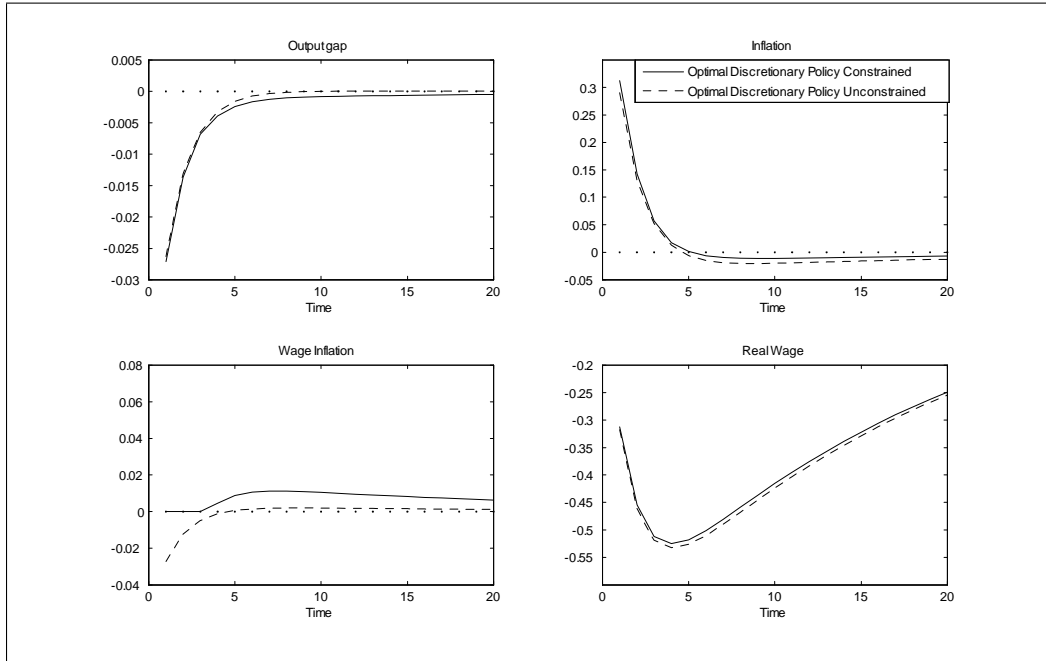 Output gap
0.005
0
-0.005
-0.01
-0.015
-0.02
-0.025
-0.03
0 5 10 15 20
Time
Inflation
Optimal Discretionary Policy Constrained
Optimal Discretionary Policy Unconstrained
0.3
0.25
0.2
0.15
0.1
0.05
0
-0.05
0 5 10 15 20
Time
Wage Inflation
0.08
0.06
0.04
0.02
0
-0.02
-0.04
0 5 10 15 20
Time
Real Wage
-0.2
-0.25
-0.3
-0.35
-0.4
-0.45
-0.5
-0.55
0 5 10 15 20
Time